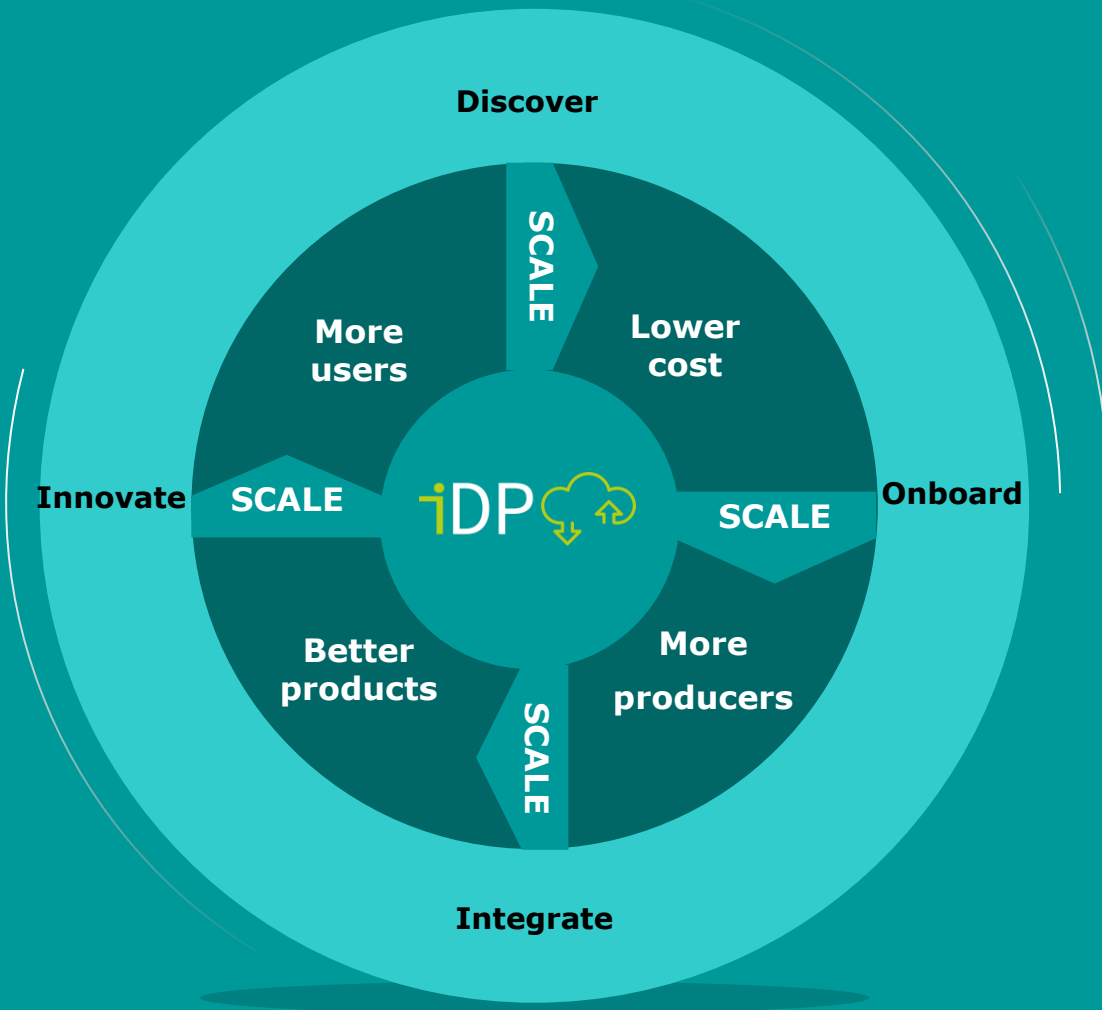 Discover
SCALE
More
users
Lower
cost
Innovate
SCALE
iDP
SCALE
Onboard
Better
products
More
producers
SCALE
Integrate